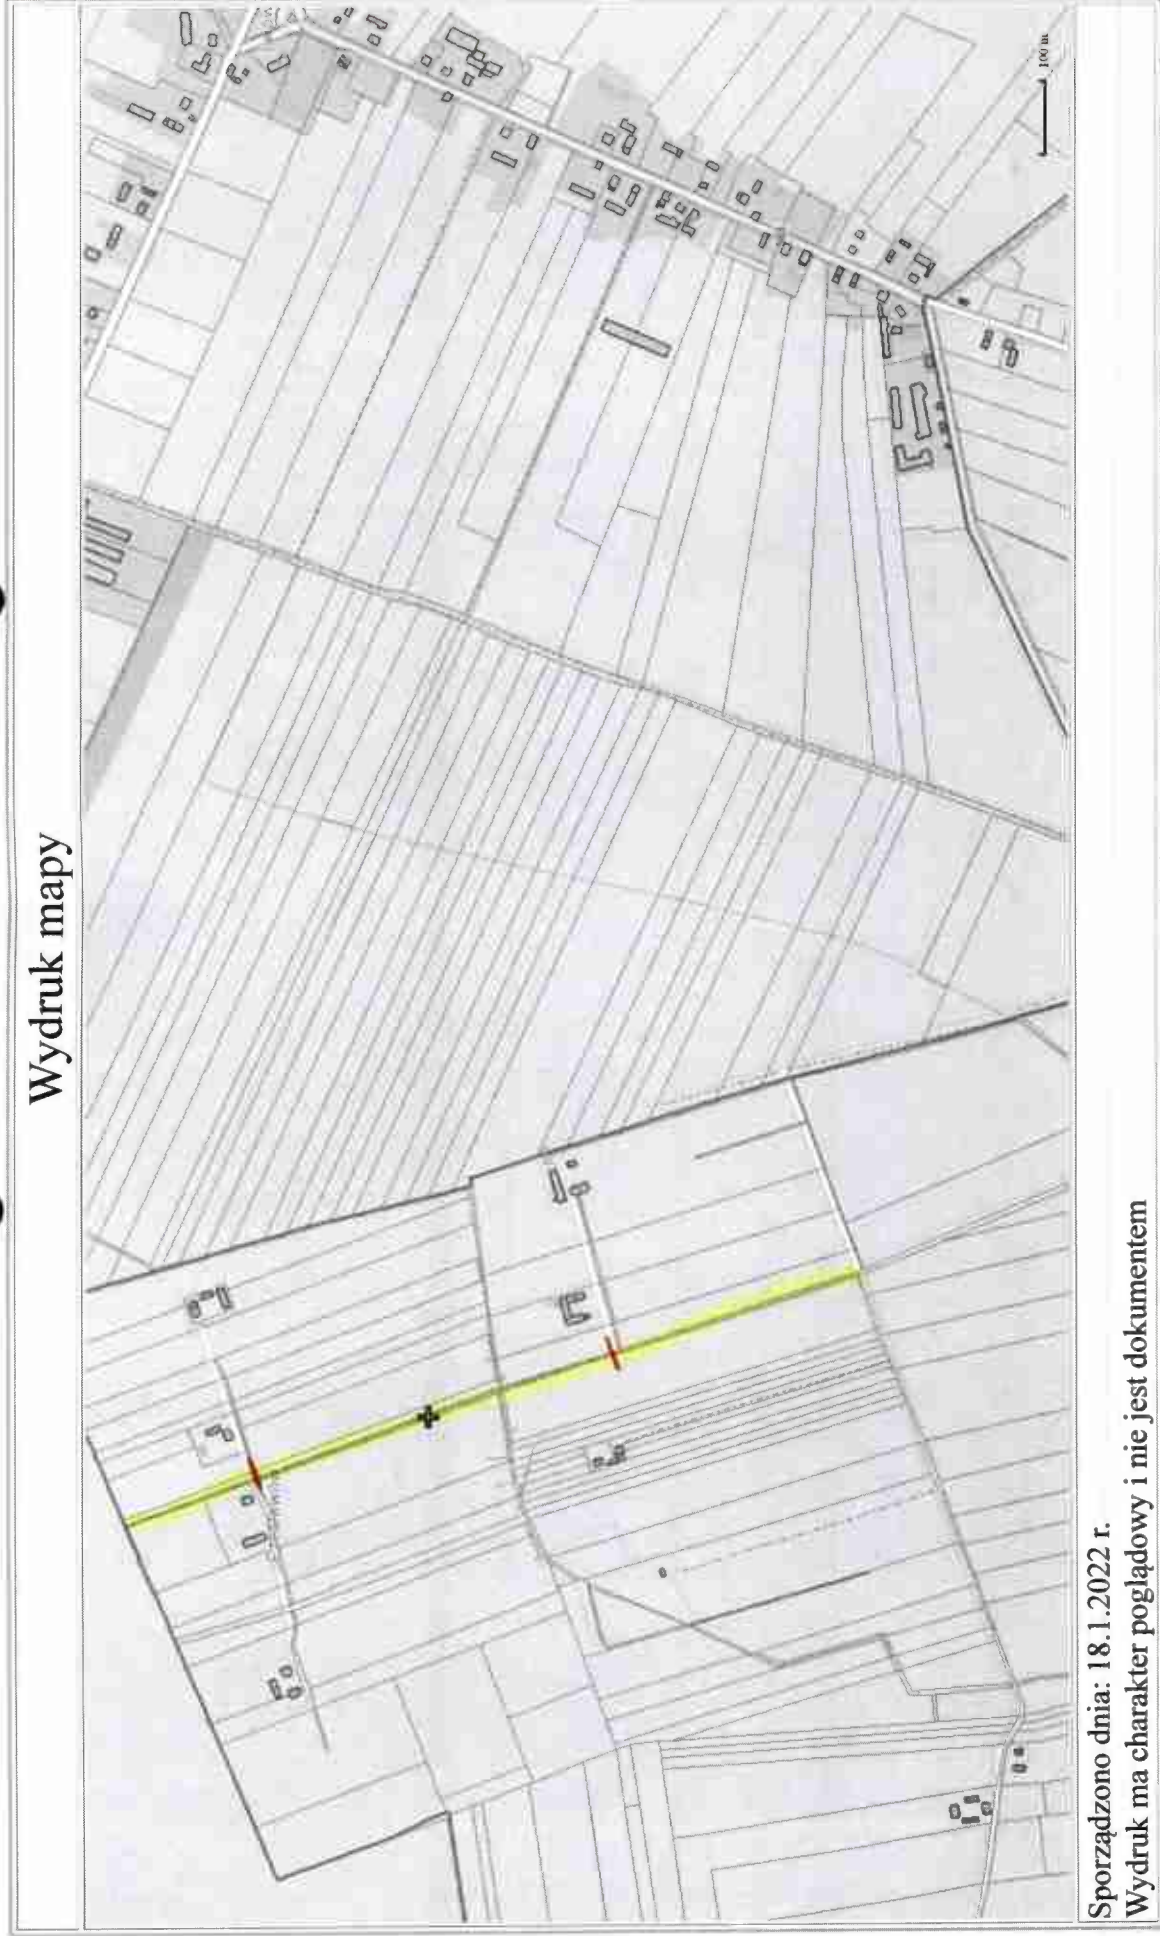 Wydruk mapy
100 m
Sporządzono dnia: 18.1.2022 r.
Wydruk ma charakter poglądowy i nie jest dokumentem